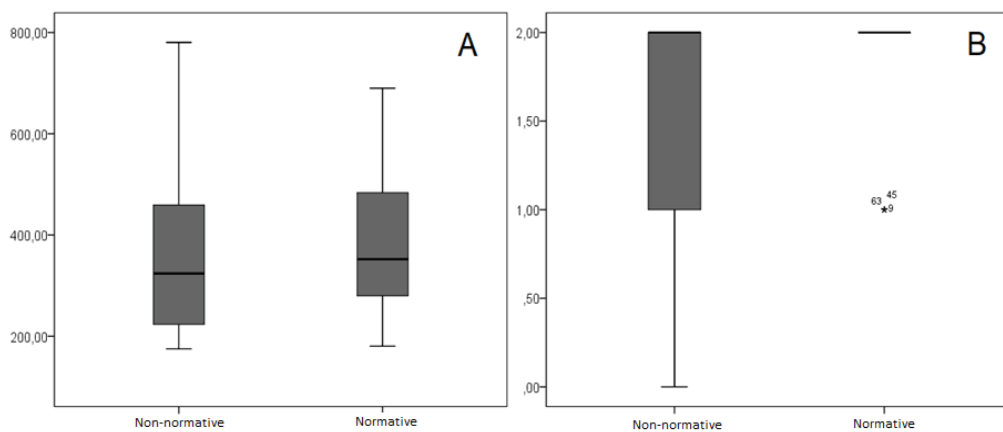 A
800,00
600,00
400,00
200,00
Non-normative
Normative
B
2,00
1,50
1,00
,50
,00
63 45
9
Non-normative
Normative